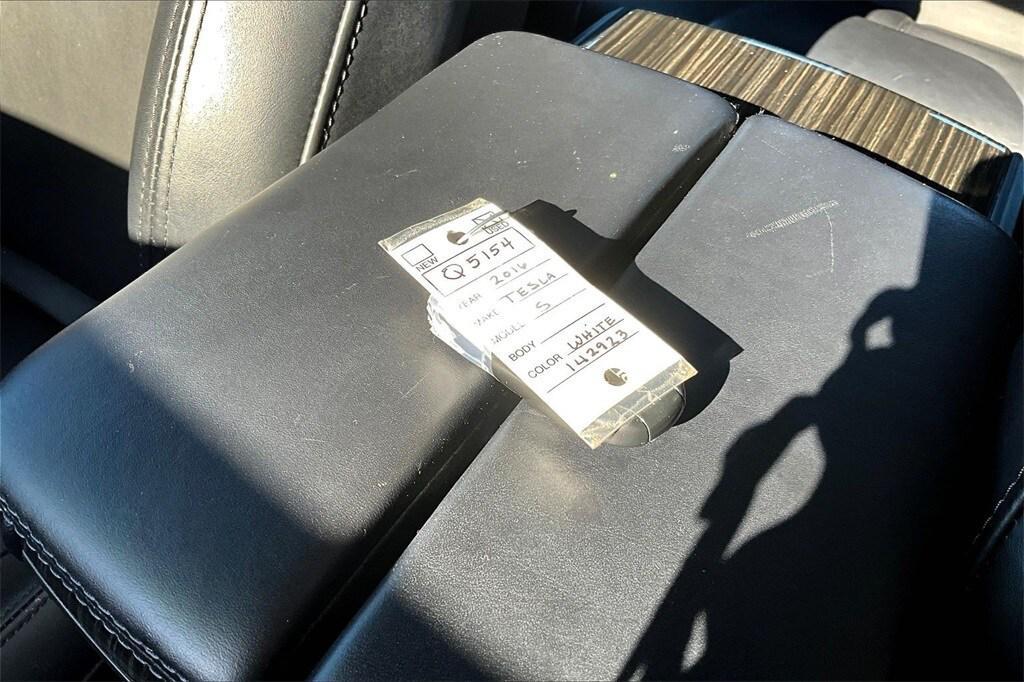 NEW USED
Q5154
YEAR 2016
MAKE TESLA
MODEL S
BODY
COLOR WHITE
142923